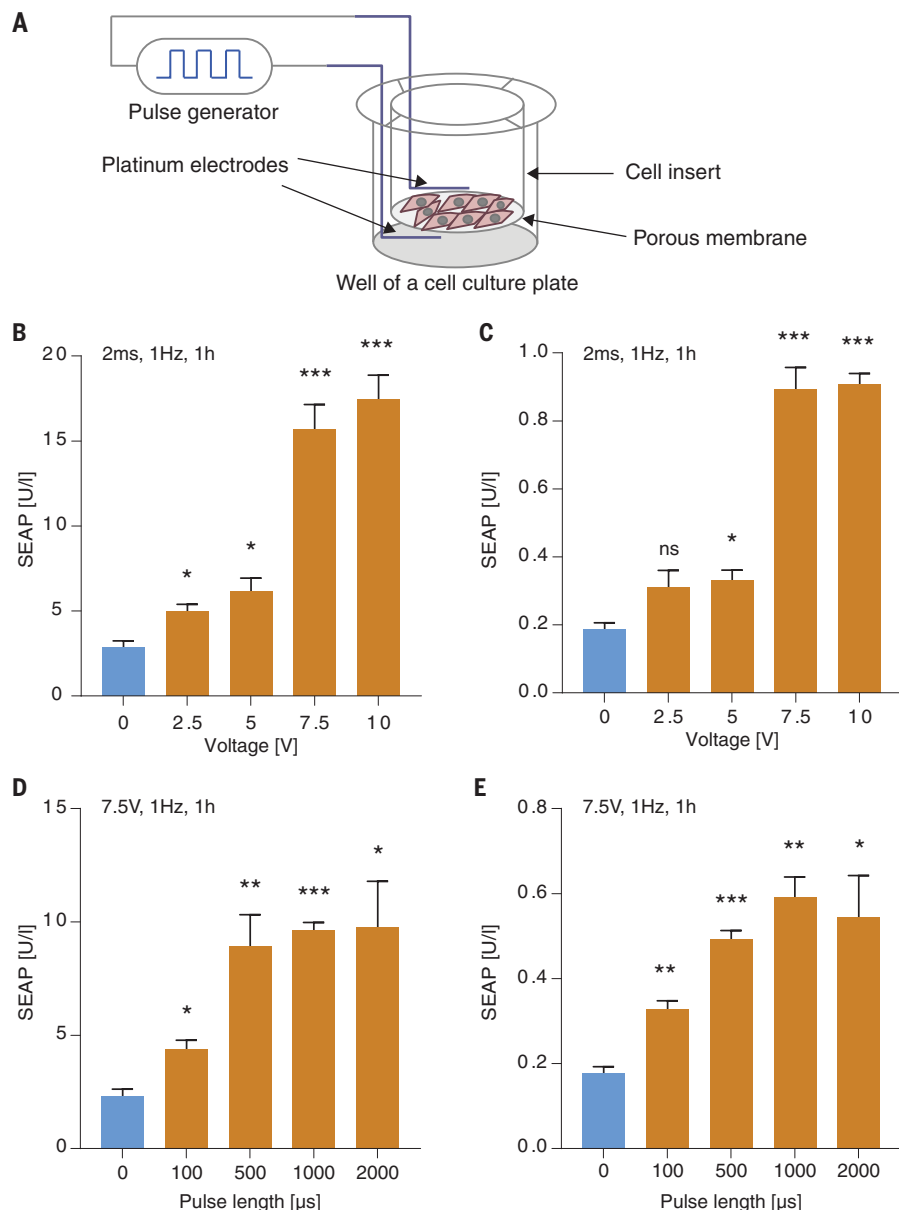 A
Pulse generator
Platinum electrodes
Cell insert
Porous membrane
Well of a cell culture plate
B
2ms, 1Hz, 1h
SEAP [U/l]
20
15
10
5
0
*
*
***
***
0 2.5 5 7.5 10
Voltage [V]
C
2ms, 1Hz, 1h
SEAP [U/l]
1.0
0.8
0.6
0.4
0.2
0.0
ns
*
***
***
0 2.5 5 7.5 10
Voltage [V]
D
7.5V, 1Hz, 1h
SEAP [U/l]
15
10
5
0
*
**
***
*
0 100 500 1000 2000
Pulse length [µs]
E
7.5V, 1Hz, 1h
SEAP [U/l]
0.8
0.6
0.4
0.2
0.0
**
***
**
*
0 100 500 1000 2000
Pulse length [µs]